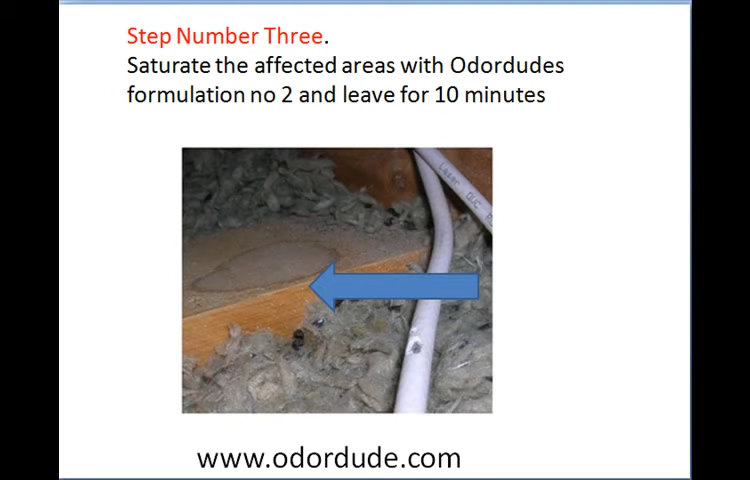 Step Number Three.
Saturate the affected areas with Odordudes
formulation no 2 and leave for 10 minutes
Laser
www.odordude.com